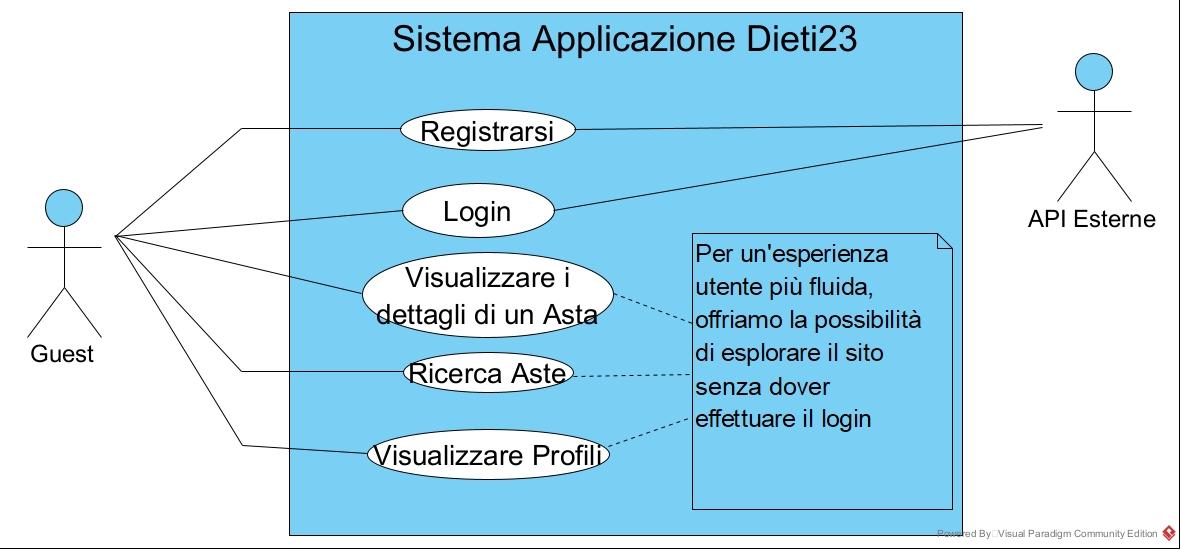 Sistema Applicazione Dieti23
Registrarsi
Login
Visualizzare i
dettagli di un Asta
Ricerca Aste
Visualizzare Profili
Per un'esperienza
utente più fluida,
offriamo la possibilità
di esplorare il sito
senza dover
effettuare il login
Guest
API Esterne
Powered By Visual Paradigm Community Edition